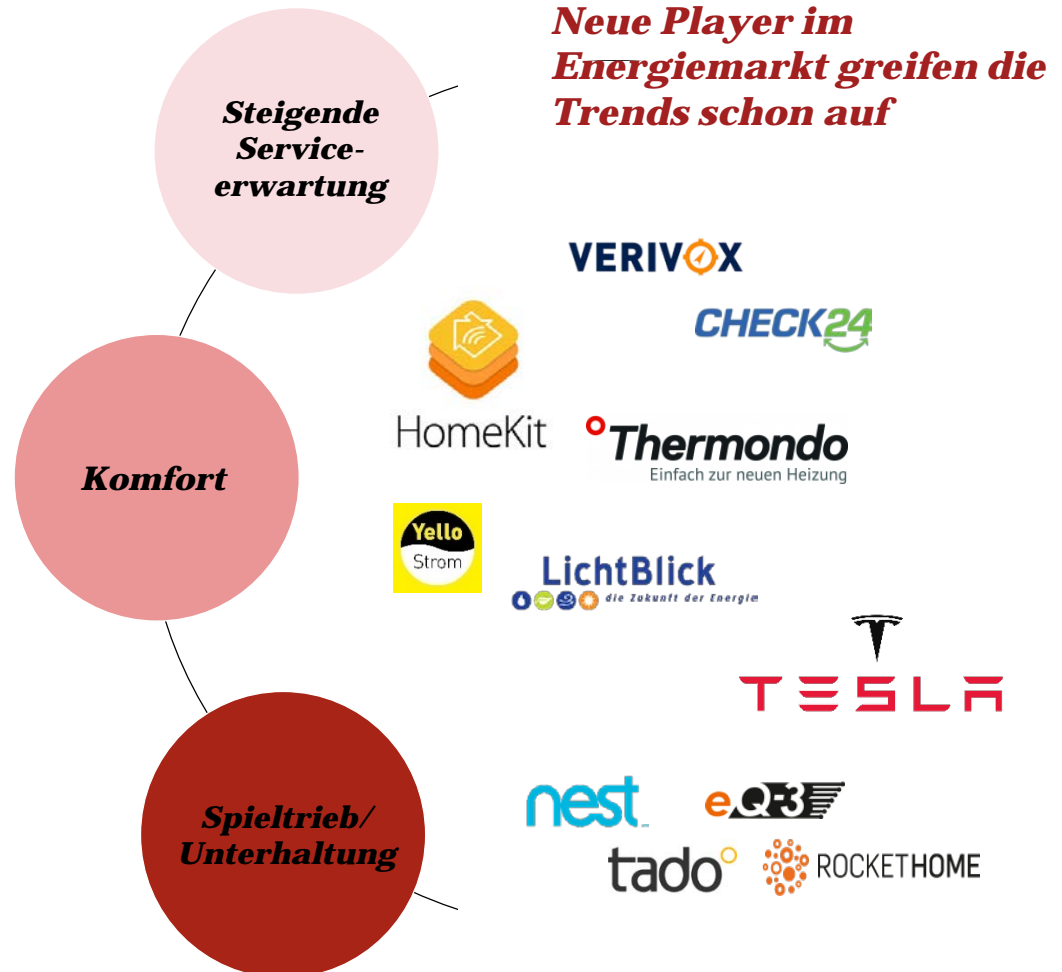 Neue Player im
Energiemarkt greifen die
Trends schon auf
Steigende
Service-
erwartung
VERIVOX
CHECK24
HomeKit
Thermondo
Einfach zur neuen Heizung
Komfort
Yello
Strom
LichtBlick
die Zukunft der Energie
TESLA
Spieltrieb/
Unterhaltung
nest
eQ-3
tado°
ROCKETHOME